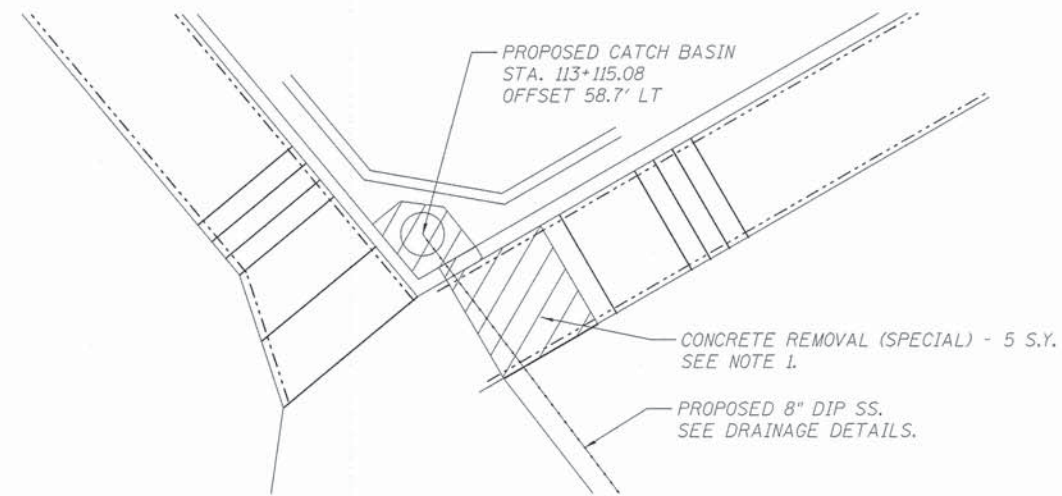 PROPOSED CATCH BASIN
STA. 113+115.08
OFFSET 58.7' LT
CONCRETE REMOVAL (SPECIAL) - 5 S.Y.
SEE NOTE 1.
PROPOSED 8" DIP SS.
SEE DRAINAGE DETAILS.